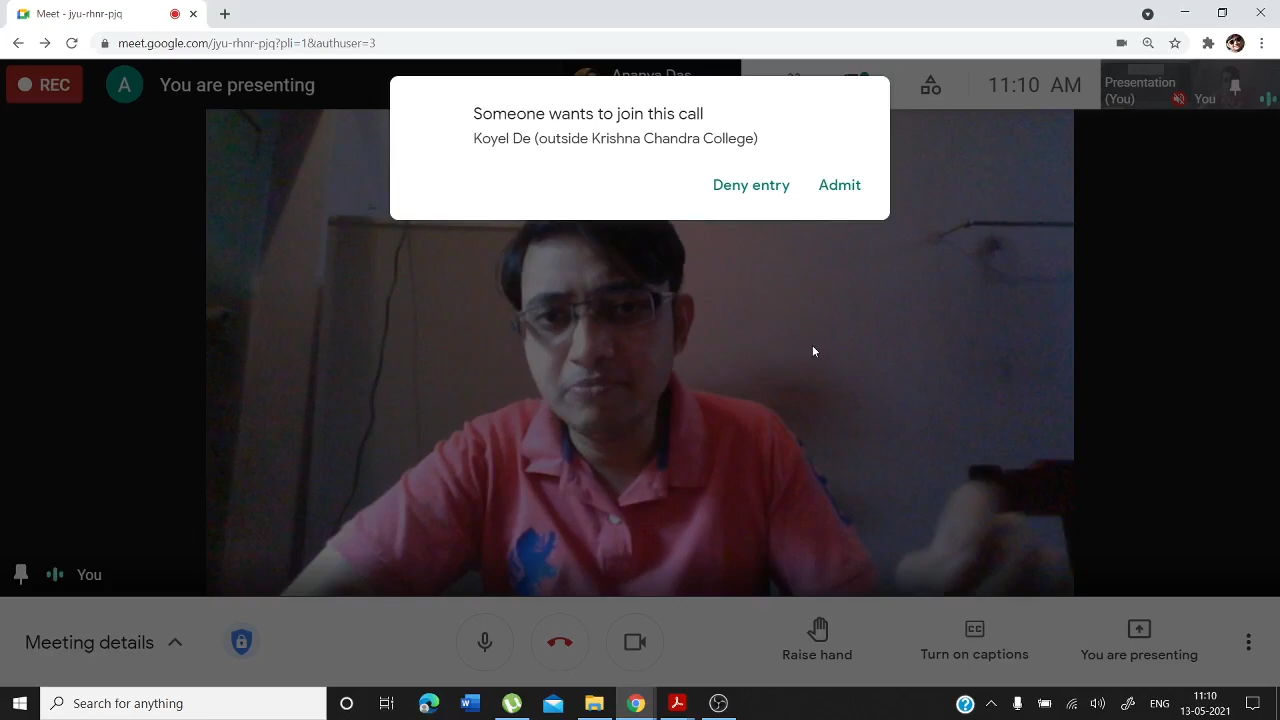 Meet - jyu-rhnr-pjq
meet.google.com/jyu-rhnr-pjq?pli=1&authuser=3
REC
A
You are presenting
Ananya Das
11:10 AM
Presentation
(You)
You
Someone wants to join this call
Koyel De (outside Krishna Chandra College)
Deny entry
Admit
You
Meeting details
Raise hand
CC
Turn on captions
You are presenting
Search for anything
ENG
11:10
13-05-2021